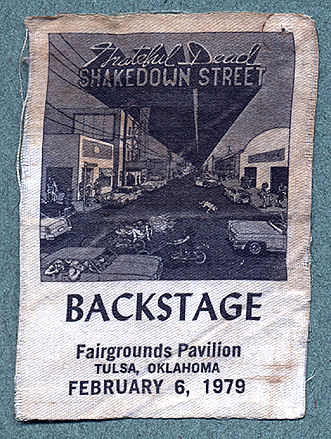 Grateful Dead
SHAKEDOWN STREET
BACKSTAGE
Fairgrounds Pavilion
TULSA, OKLAHOMA
FEBRUARY 6, 1979